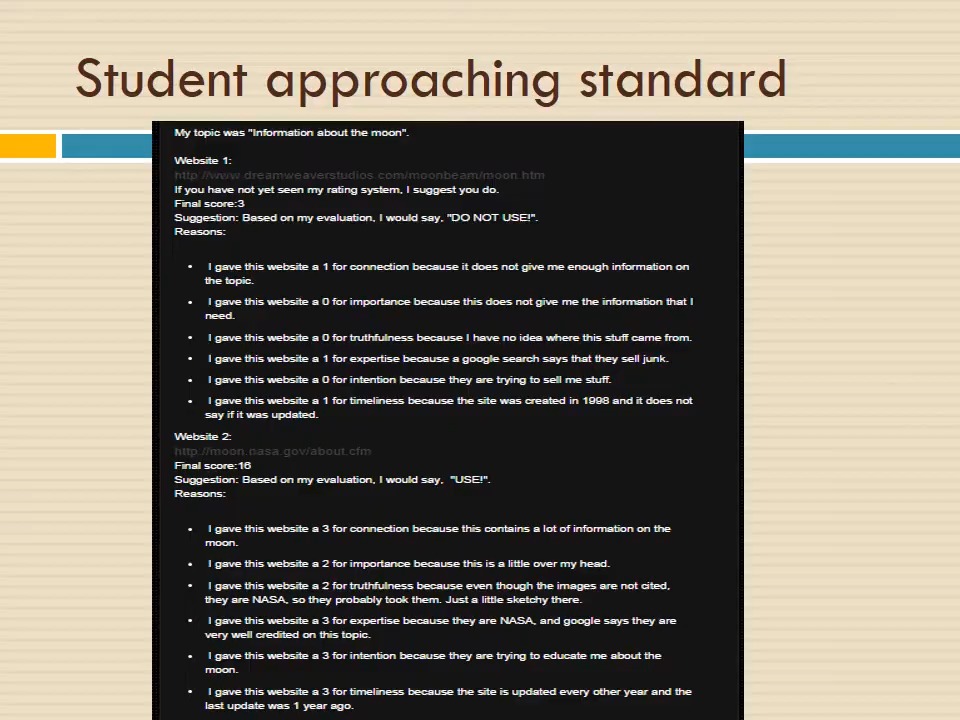 Student approaching standard
My topic was "Information about the moon".
Website 1:
http://www.dreamweaverstudios.com/moonbeam/moon.htm
If you have not yet seen my rating system, I suggest you do.
Final score:3
Suggestion: Based on my evaluation, I would say, "DO NOT USE!".
Reasons:
• I gave this website a 1 for connection because it does not give me enough information on
the topic.
• I gave this website a 0 for importance because this does not give me the information that I
need.
• I gave this website a 0 for truthfulness because I have no idea where this stuff came from.
• I gave this website a 1 for expertise because a google search says that they sell junk.
• I gave this website a 0 for intention because they are trying to sell me stuff.
• I gave this website a 1 for timeliness because the site was created in 1998 and it does not
say if it was updated.
Website 2:
http://moon.nasa.gov/about.cfm
Final score:16
Suggestion: Based on my evaluation, I would say, "USE!".
Reasons:
• I gave this website a 3 for connection because this contains a lot of information on the
moon.
• I gave this website a 2 for importance because this is a little over my head.
• I gave this website a 2 for truthfulness because even though the images are not cited,
they are NASA, so they probably took them. Just a little sketchy there.
• I gave this website a 3 for expertise because they are NASA, and google says they are
very well credited on this topic.
• I gave this website a 3 for intention because they are trying to educate me about the
moon.
• I gave this website a 3 for timeliness because the site is updated every other year and the
last update was 1 year ago.